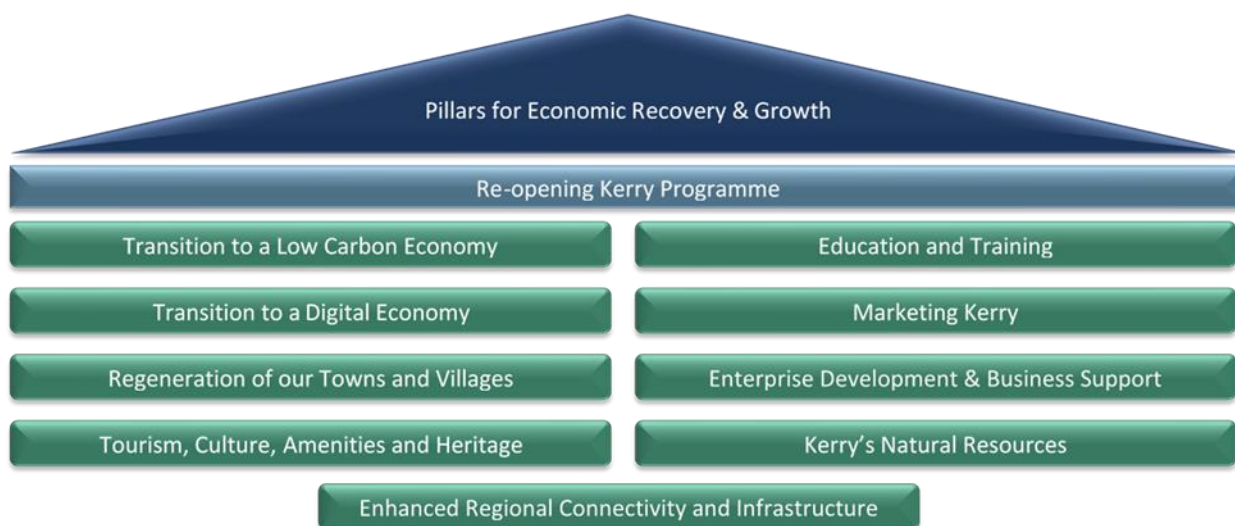 Pillars for Economic Recovery & Growth
Re-opening Kerry Programme
Transition to a Low Carbon Economy
Education and Training
Transition to a Digital Economy
Marketing Kerry
Regeneration of our Towns and Villages
Enterprise Development & Business Support
Tourism, Culture, Amenities and Heritage
Kerry's Natural Resources
Enhanced Regional Connectivity and Infrastructure